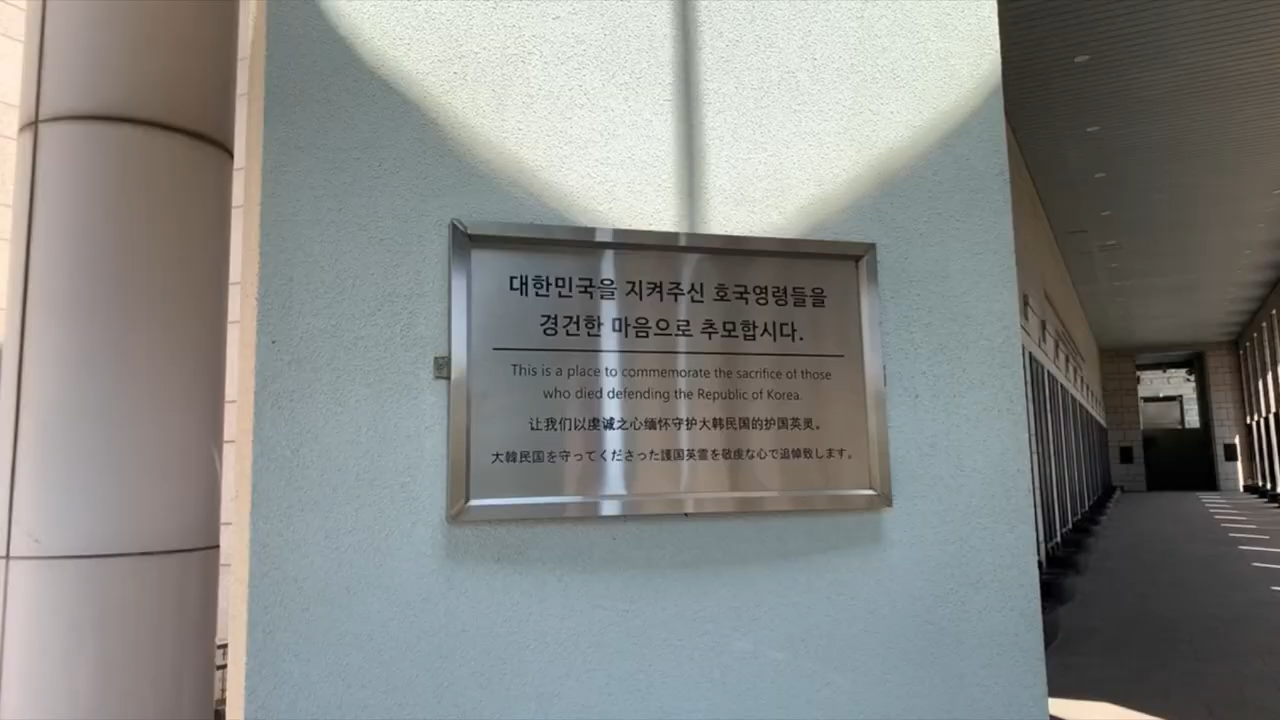 대한민국을 지켜주신 호국영령들을
경건한 마음으로 추모합시다.
This is a place to commemorate the sacrifice of those
who died defending the Republic of Korea.
让我们以虔诚之心缅怀守护大韩民国的护国英灵。
大韓民国を守ってくださった護国英霊を敬虔な心で追悼致します。